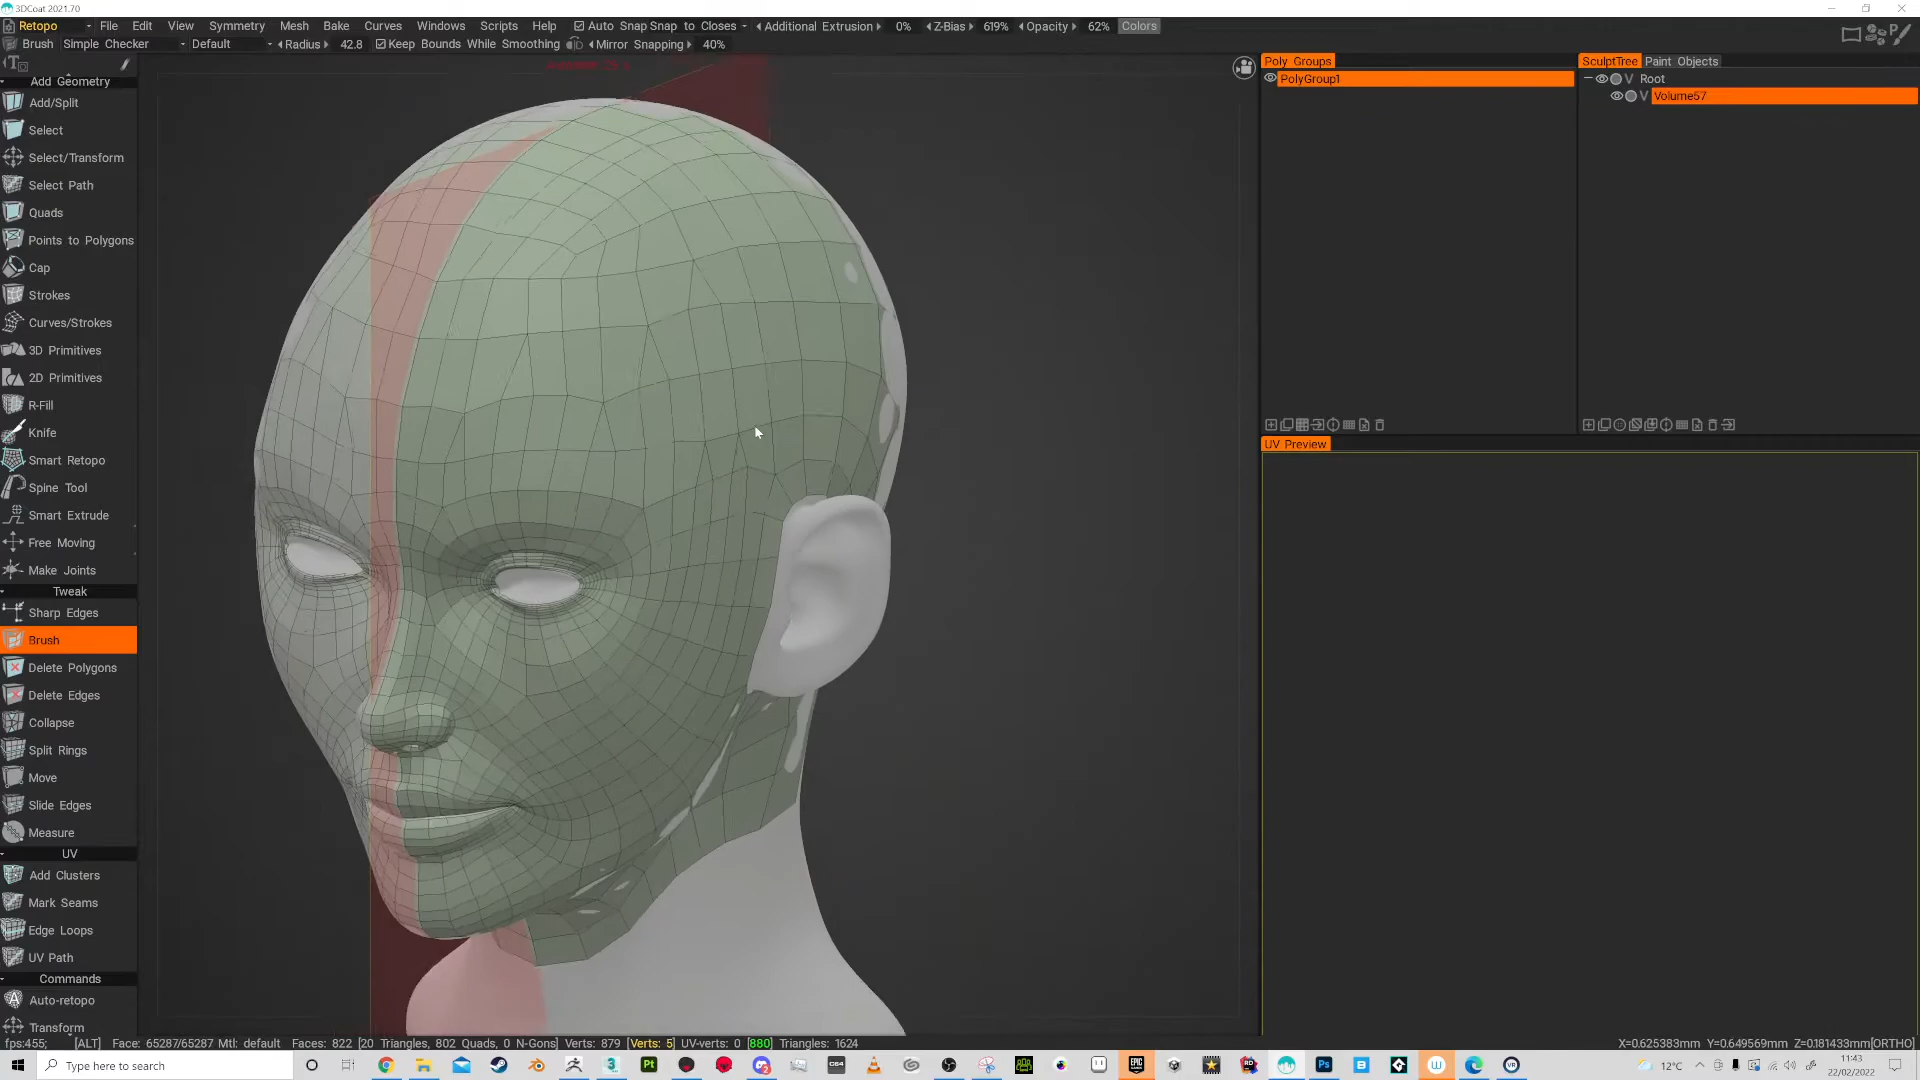 3DCoat 2021.70
Retopo File Edit View Symmetry Mesh Bake Curves Windows Scripts Help Auto Snap Snap to Closes Additional Extrusion 0% Z-Bias 619% Opacity 62% Colors
Brush Simple Checker Default Radius 42.8 Keep Bounds While Smoothing Mirror Snapping 40%
Add Geometry
Add/Split
Select
Select/Transform
Select Path
Quads
Points to Polygons
Cap
Strokes
Curves/Strokes
3D Primitives
2D Primitives
R-Fill
Knife
Smart Retopo
Spine Tool
Smart Extrude
Free Moving
Make Joints
Tweak
Sharp Edges
Brush
Delete Polygons
Delete Edges
Collapse
Split Rings
Move
Slide Edges
Measure
UV
Add Clusters
Mark Seams
Edge Loops
UV Path
Commands
Auto-retopo
Transform
Poly Groups
PolyGroup1
SculptTree Paint Objects
V Root
V Volume57
UV Preview
fps:455; [ALT] Face: 65287/65287 Mtl: default Faces: 822 [20 Triangles, 802 Quads, 0 N-Gons] Verts: 879 [Verts: 5] UV-verts: 0 [880] Triangles: 1624 X=0.625383mm Y=0.649569mm Z=0.181433mm[ORTHO]
Type here to search
12°C
11:43
22/02/2022